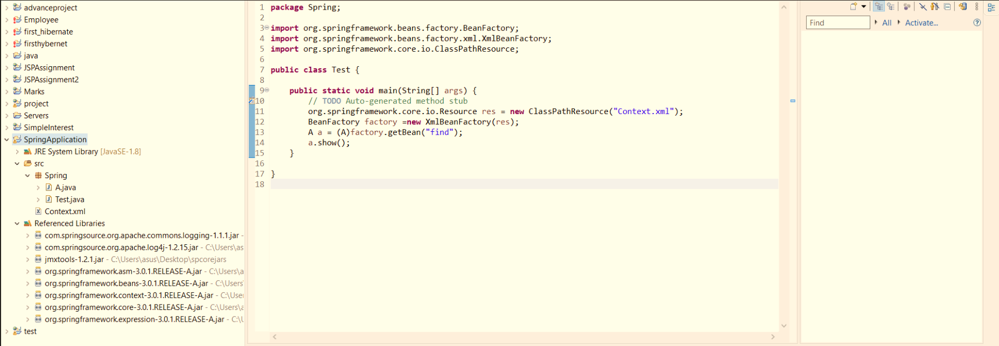 advanceproject
Employee
first_hibernate
firsthybernet
java
JSPAssignment
JSPAssignment2
Marks
project
Servers
SimpleInterest
SpringApplication
JRE System Library [JavaSE-1.8]
src
Spring
A.java
Test.java
Context.xml
Referenced Libraries
com.springsource.org.apache.commons.logging-1.1.1.jar -
com.springsource.org.apache.log4j-1.2.15.jar - C:\Users\as
jmxtools-1.2.1.jar - C:\Users\asus\Desktop\spcorejars
org.springframework.asm-3.0.1.RELEASE-A.jar - C:\Users\a
org.springframework.beans-3.0.1.RELEASE-A.jar - C:\Users\
org.springframework.context-3.0.1.RELEASE-A.jar - C:\Use
org.springframework.core-3.0.1.RELEASE-A.jar - C:\Users\a
org.springframework.expression-3.0.1.RELEASE-A.jar - C:\U
test
1 package Spring;
2
3 import org.springframework.beans.factory.BeanFactory;
4 import org.springframework.beans.factory.xml.XmlBeanFactory;
5 import org.springframework.core.io.ClassPathResource;
6
7 public class Test {
8
9 public static void main(String[] args) {
10 // TODO Auto-generated method stub
11 org.springframework.core.io.Resource res = new ClassPathResource("Context.xml");
12 BeanFactory factory =new XmlBeanFactory(res);
13 A a = (A)factory.getBean("find");
14 a.show();
15 }
16
17 }
18
Find All Activate...